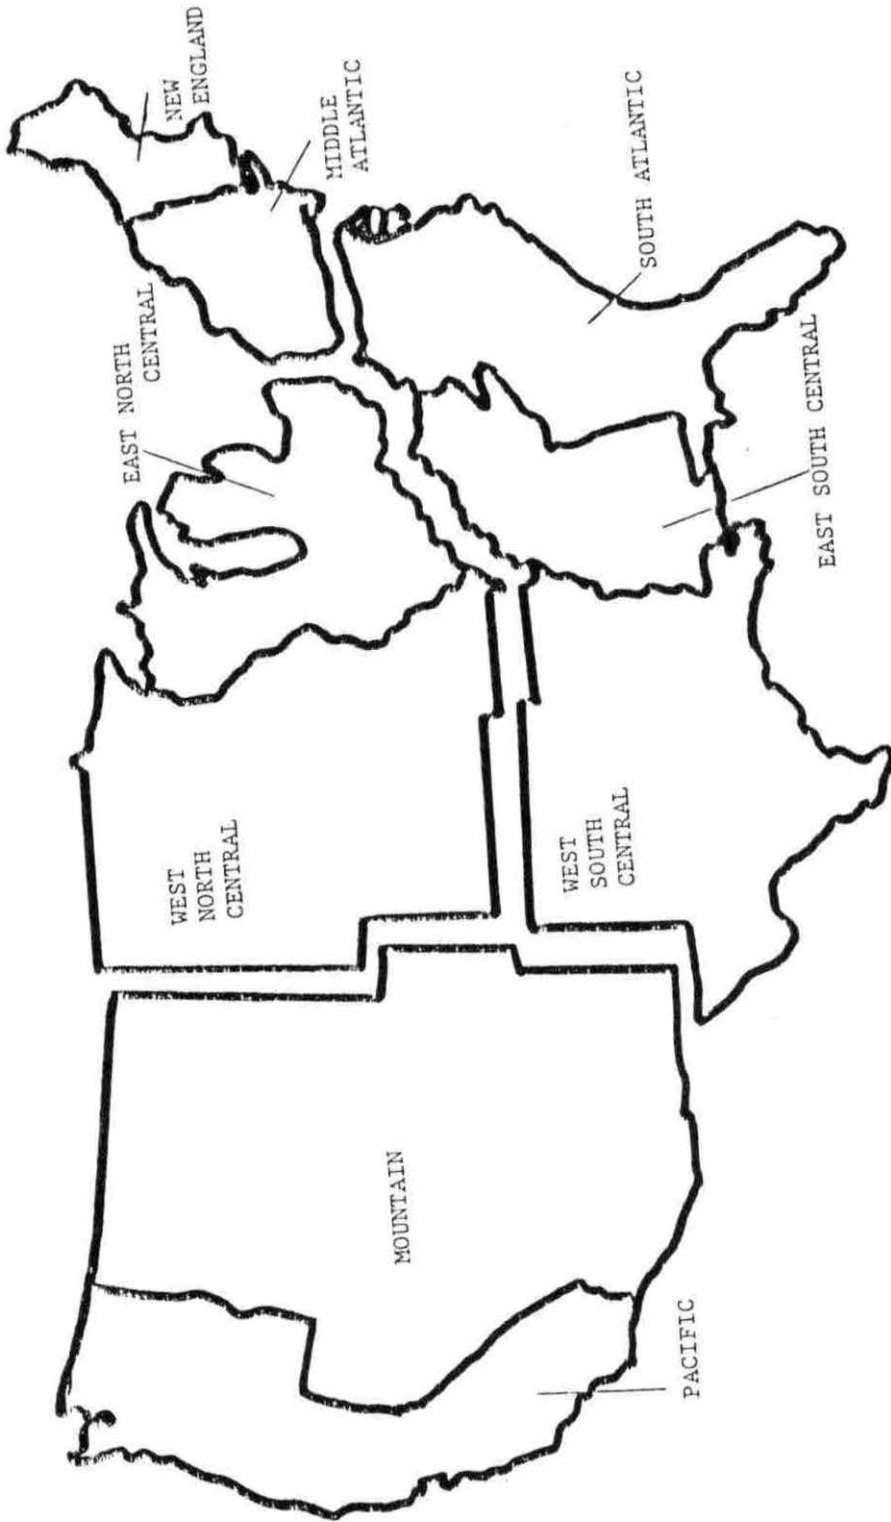 NEW
ENGLAND
MIDDLE
ATLANTIC
EAST NORTH
CENTRAL
SOUTH ATLANTIC
EAST SOUTH CENTRAL
WEST
NORTH
CENTRAL
WEST
SOUTH
CENTRAL
MOUNTAIN
PACIFIC